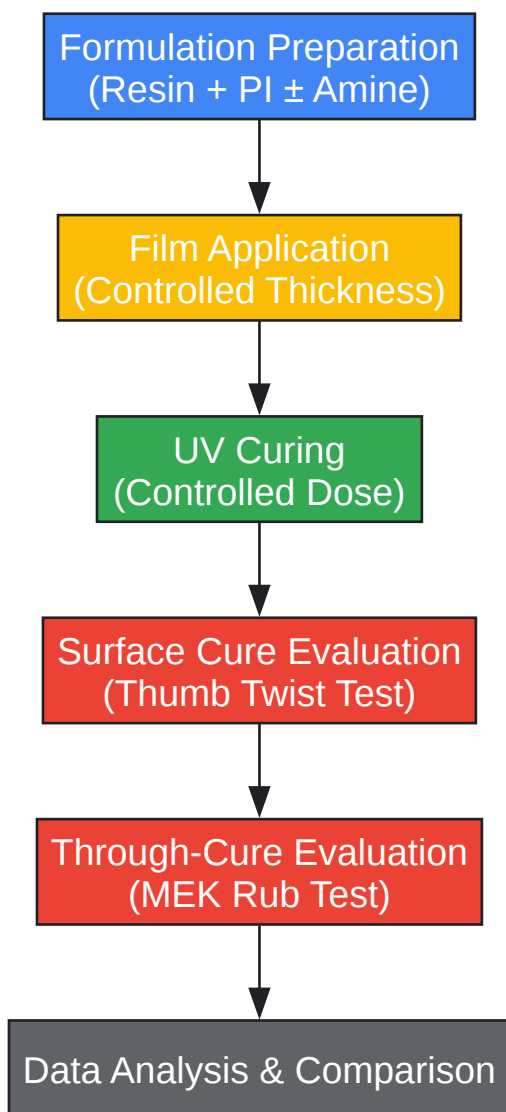 Formulation Preparation
(Resin + PI ± Amine)
Film Application
(Controlled Thickness)
UV Curing
(Controlled Dose)
Surface Cure Evaluation
(Thumb Twist Test)
Through-Cure Evaluation
(MEK Rub Test)
Data Analysis & Comparison